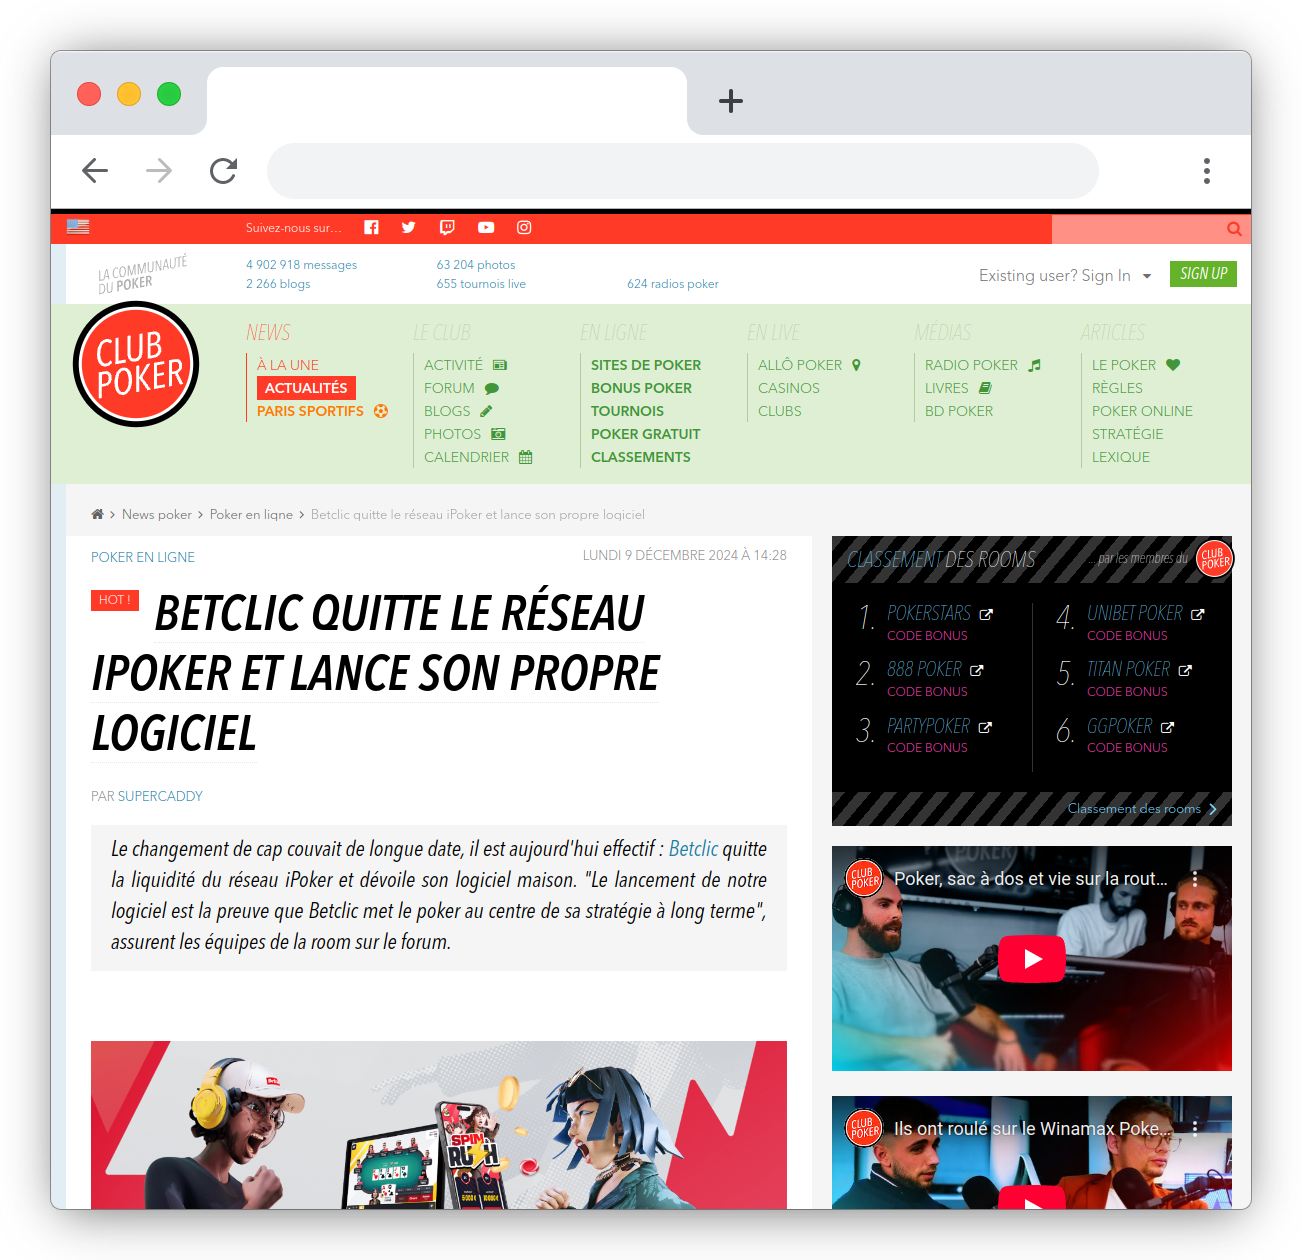 Suivez-nous sur…
LA COMMUNAUTÉ
DU POKER
4 902 918 messages
63 204 photos
2 266 blogs
655 tournois live
624 radios poker
Existing user? Sign In
SIGN UP
CLUB
POKER
NEWS
À LA UNE
ACTUALITÉS
PARIS SPORTIFS
LE CLUB
ACTIVITÉ
FORUM
BLOGS
PHOTOS
CALENDRIER
EN LIGNE
SITES DE POKER
BONUS POKER
TOURNOIS
POKER GRATUIT
CLASSEMENTS
EN LIVE
ALLÔ POKER
CASINOS
CLUBS
MÉDIAS
RADIO POKER
LIVRES
BD POKER
ARTICLES
LE POKER
RÈGLES
POKER ONLINE
STRATÉGIE
LEXIQUE
News poker > Poker en ligne > Betclic quitte le réseau iPoker et lance son propre logiciel
POKER EN LIGNE
LUNDI 9 DÉCEMBRE 2024 À 14:28
HOT !
BETCLIC QUITTE LE RÉSEAU
IPOKER ET LANCE SON PROPRE
LOGICIEL
PAR SUPERCADDY
Le changement de cap couvait de longue date, il est aujourd'hui effectif : Betclic quitte
la liquidité du réseau iPoker et dévoile son logiciel maison. "Le lancement de notre
logiciel est la preuve que Betclic met le poker au centre de sa stratégie à long terme",
assurent les équipes de la room sur le forum.
SPIN
RUSH
CLASSEMENT DES ROOMS
... par les membres du
CLUB
POKER
1. POKERSTARS
CODE BONUS
2. 888 POKER
CODE BONUS
3. PARTYPOKER
CODE BONUS
4. UNIBET POKER
CODE BONUS
5. TITAN POKER
CODE BONUS
6. GGPOKER
CODE BONUS
Classement des rooms
POKER
CLUB
POKER
Poker, sac à dos et vie sur la rout…
CLUB
POKER
Ils ont roulé sur le Winamax Poke…